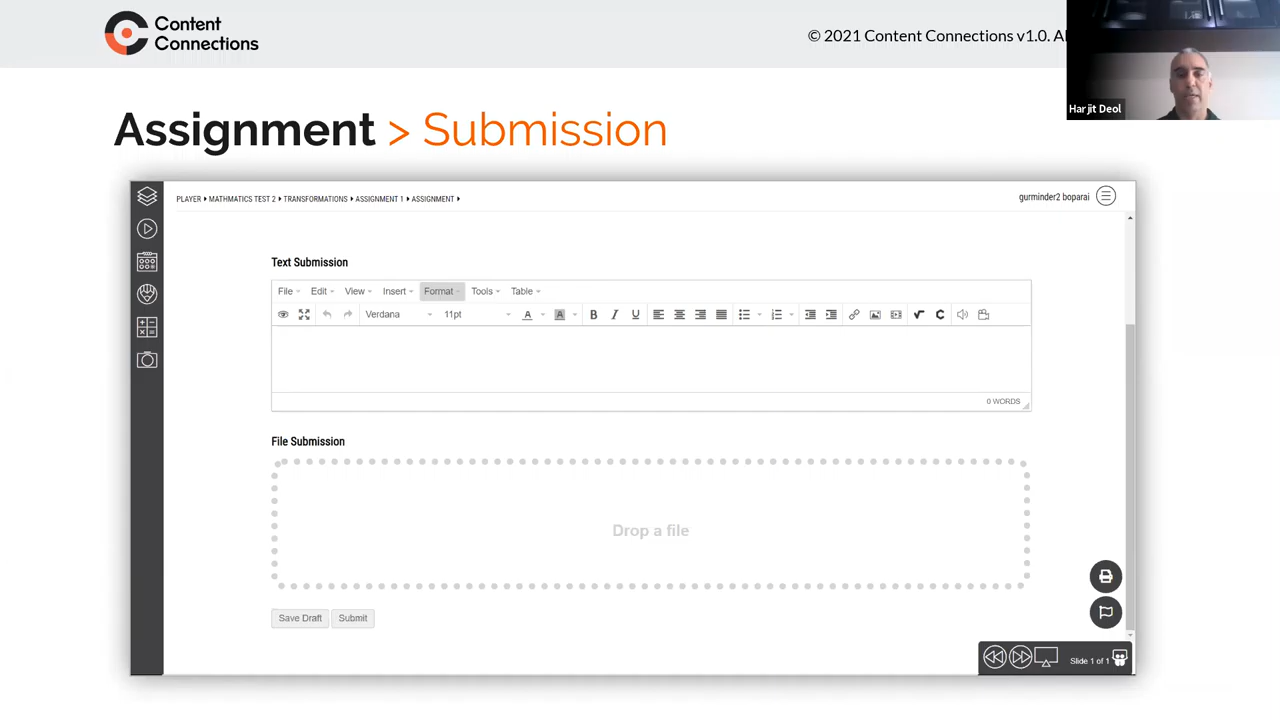 Content
Connections
© 2021 Content Connections v1.0. Al
Harjit Deol
Assignment > Submission
PLAYER MATHMATICS TEST 2 TRANSFORMATIONS ASSIGNMENT 1 ASSIGNMENT
gurminder2 boparai
Text Submission
File Edit View Insert Format Tools Table
Verdana 11pt A A B I U
0 WORDS
File Submission
Drop a file
Save Draft Submit
Slide 1 of 1